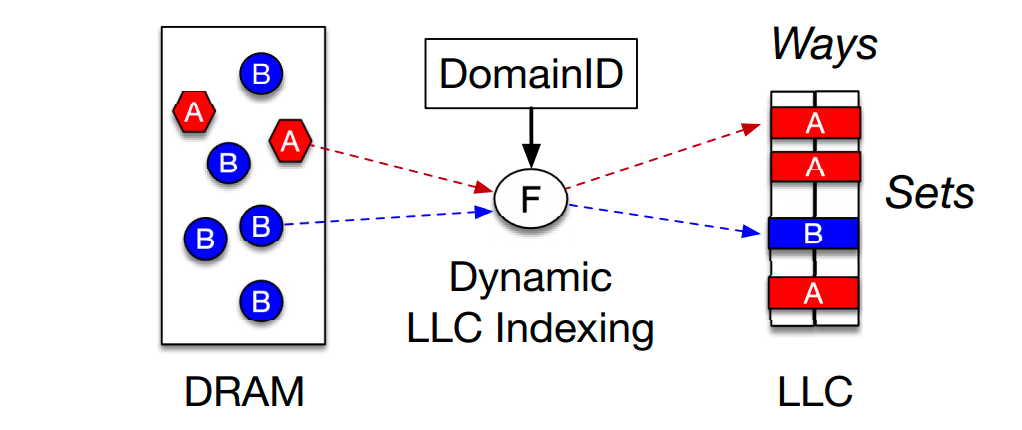 Ways
DomainID
B
A
A
B
B
B
B
F
A
A
B
A
Sets
Dynamic
LLC Indexing
DRAM
LLC